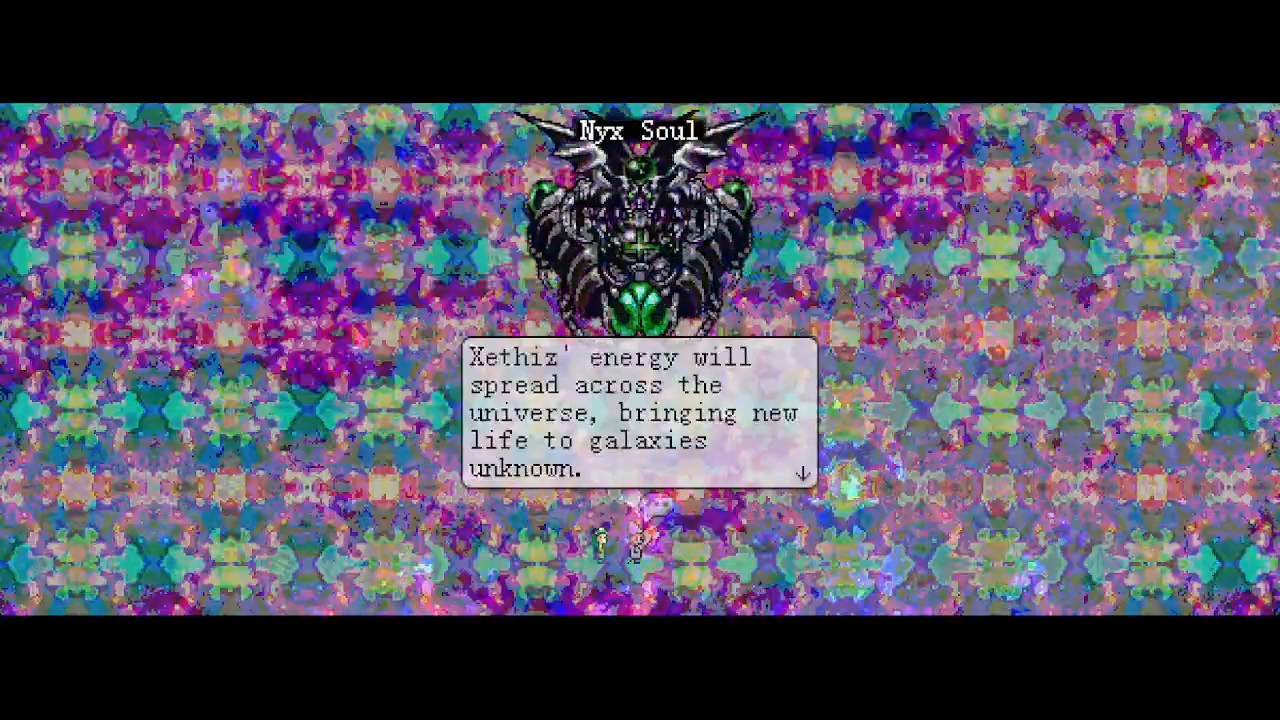 Nyx Soul
Xethiz' energy will
spread across the
universe, bringing new
life to galaxies
unknown.